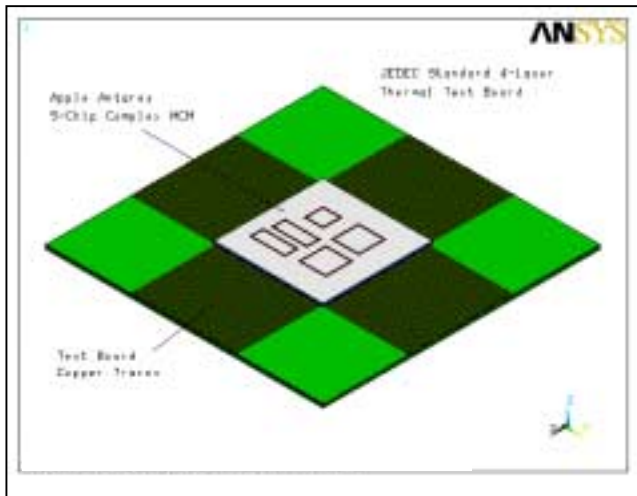 ANSYS
JEDEC Standard 4-Layer
Thermal Test Board
Apple Antares
5-Chip Complex MCM
Test Board
Copper Traces